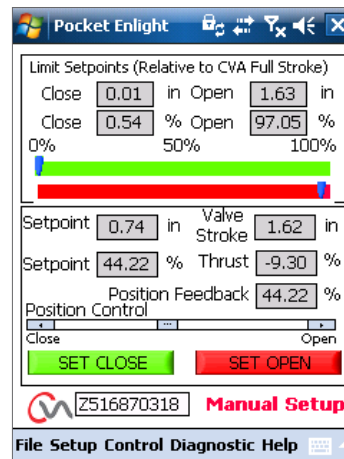 Pocket Enlight
Limit Setpoints (Relative to CVA Full Stroke)
Close 0.01 in Open 1.63 in
Close 0.54 % Open 97.05 %
0% 50% 100%
Setpoint 0.74 in Valve Stroke 1.62 in
Setpoint 44.22 % Thrust -9.30 %
Position Feedback 44.22 %
Position Control
Close Open
SET CLOSE SET OPEN
Z516870318 Manual Setup
File Setup Control Diagnostic Help